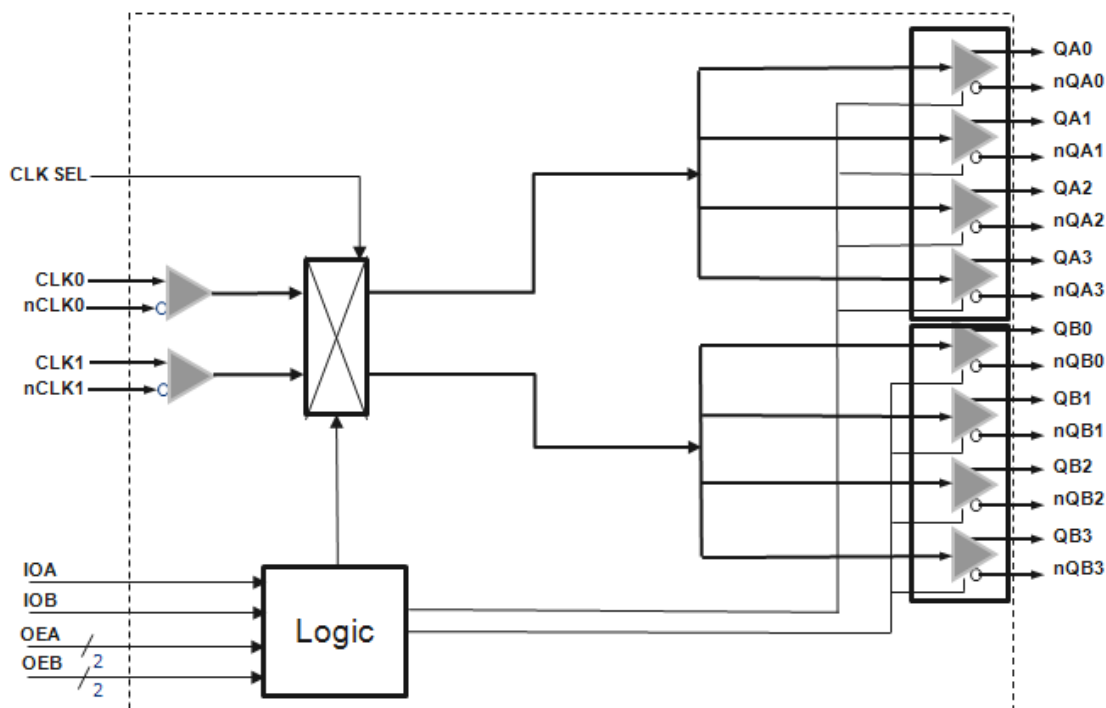 QA0
nQA0
QA1
nQA1
CLK SEL
QA2
nQA2
QA3
CLK0
nQA3
nCLK0
QB0
CLK1
nQB0
nCLK1
QB1
nQB1
QB2
nQB2
QB3
IOA
nQB3
IOB
Logic
OEA
2
OEB
2